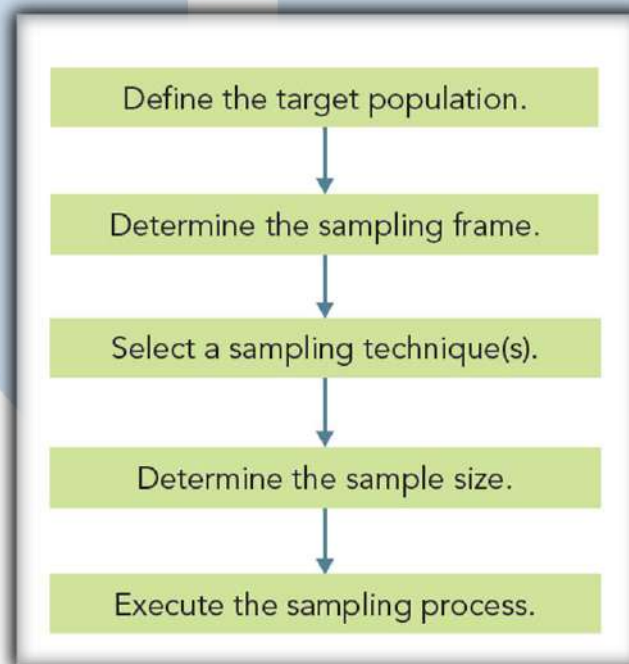 Define the target population.
Determine the sampling frame.
Select a sampling technique(s).
Determine the sample size.
Execute the sampling process.